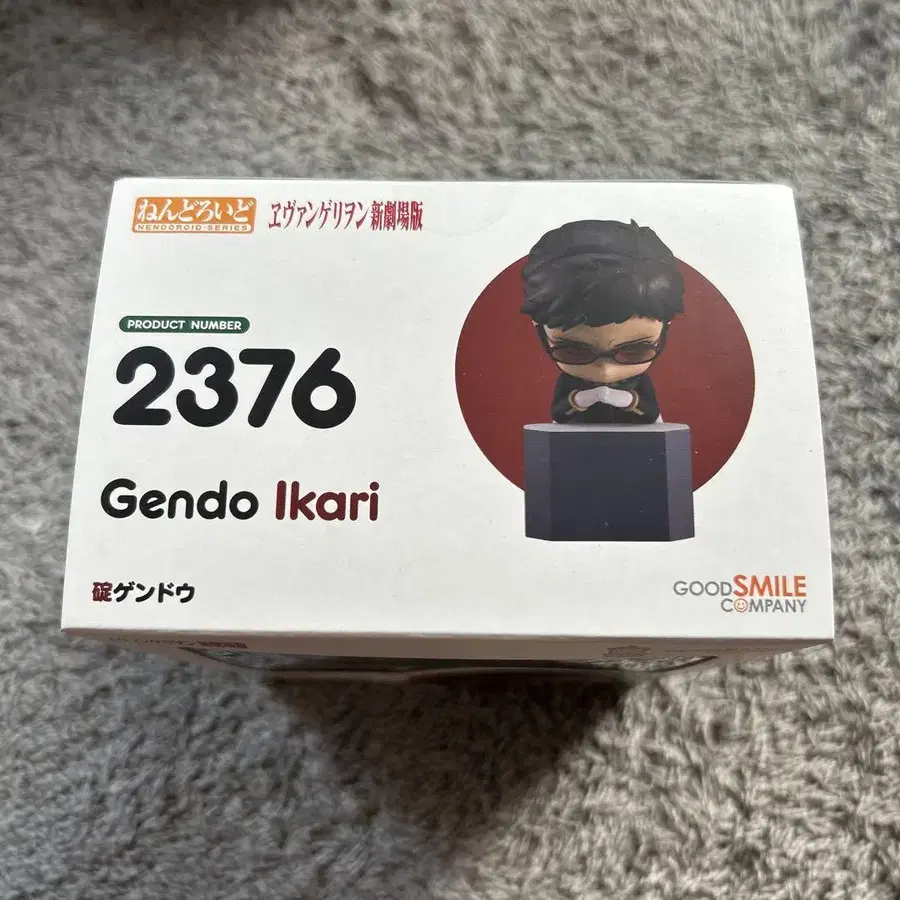 ねんどろいど
NENDOROID・SERIES
ヱヴァンゲリヲン新劇場版
PRODUCT NUMBER
2376
Gendo Ikari
碇ゲンドウ
GOOD SMILE
COMPANY